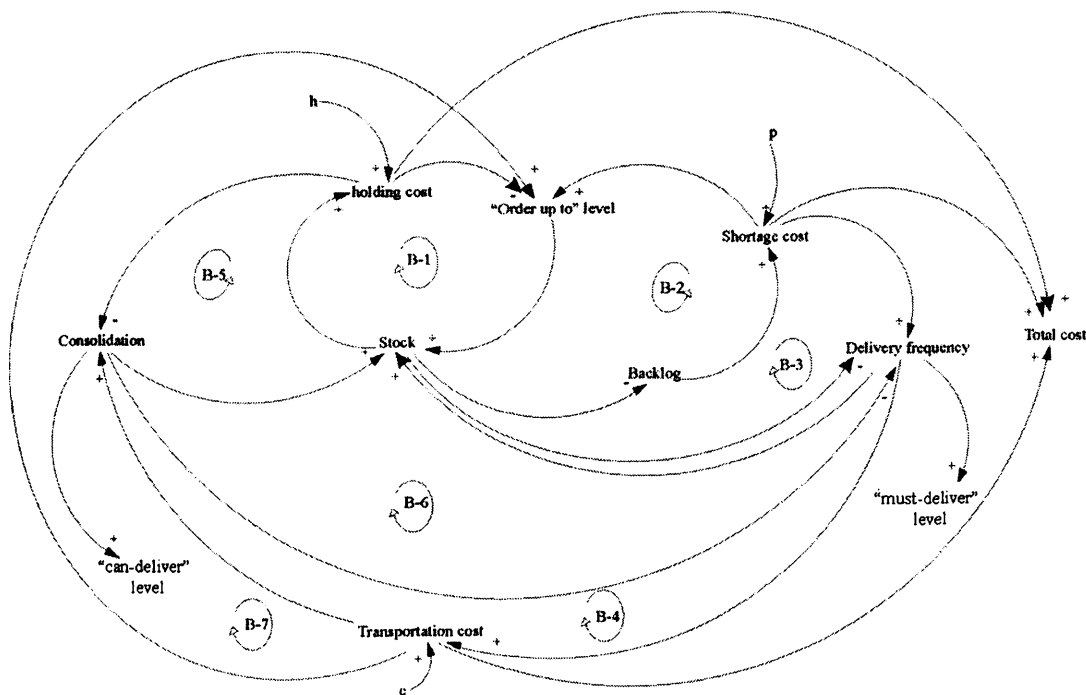 h
p
holding cost
"Order up to" level
Shortage cost
B-5
B-1
B-2
Consolidation
Stock
Backlog
B-3
Delivery frequency
Total cost
B-6
"must-deliver"
level
"can-deliver"
level
B-7
Transportation cost
B-4
c
+
+
-
+
+
+
+
+
-
+
+
+
-
+
+
+
-
-
+
+
+
-
+
+
+
+